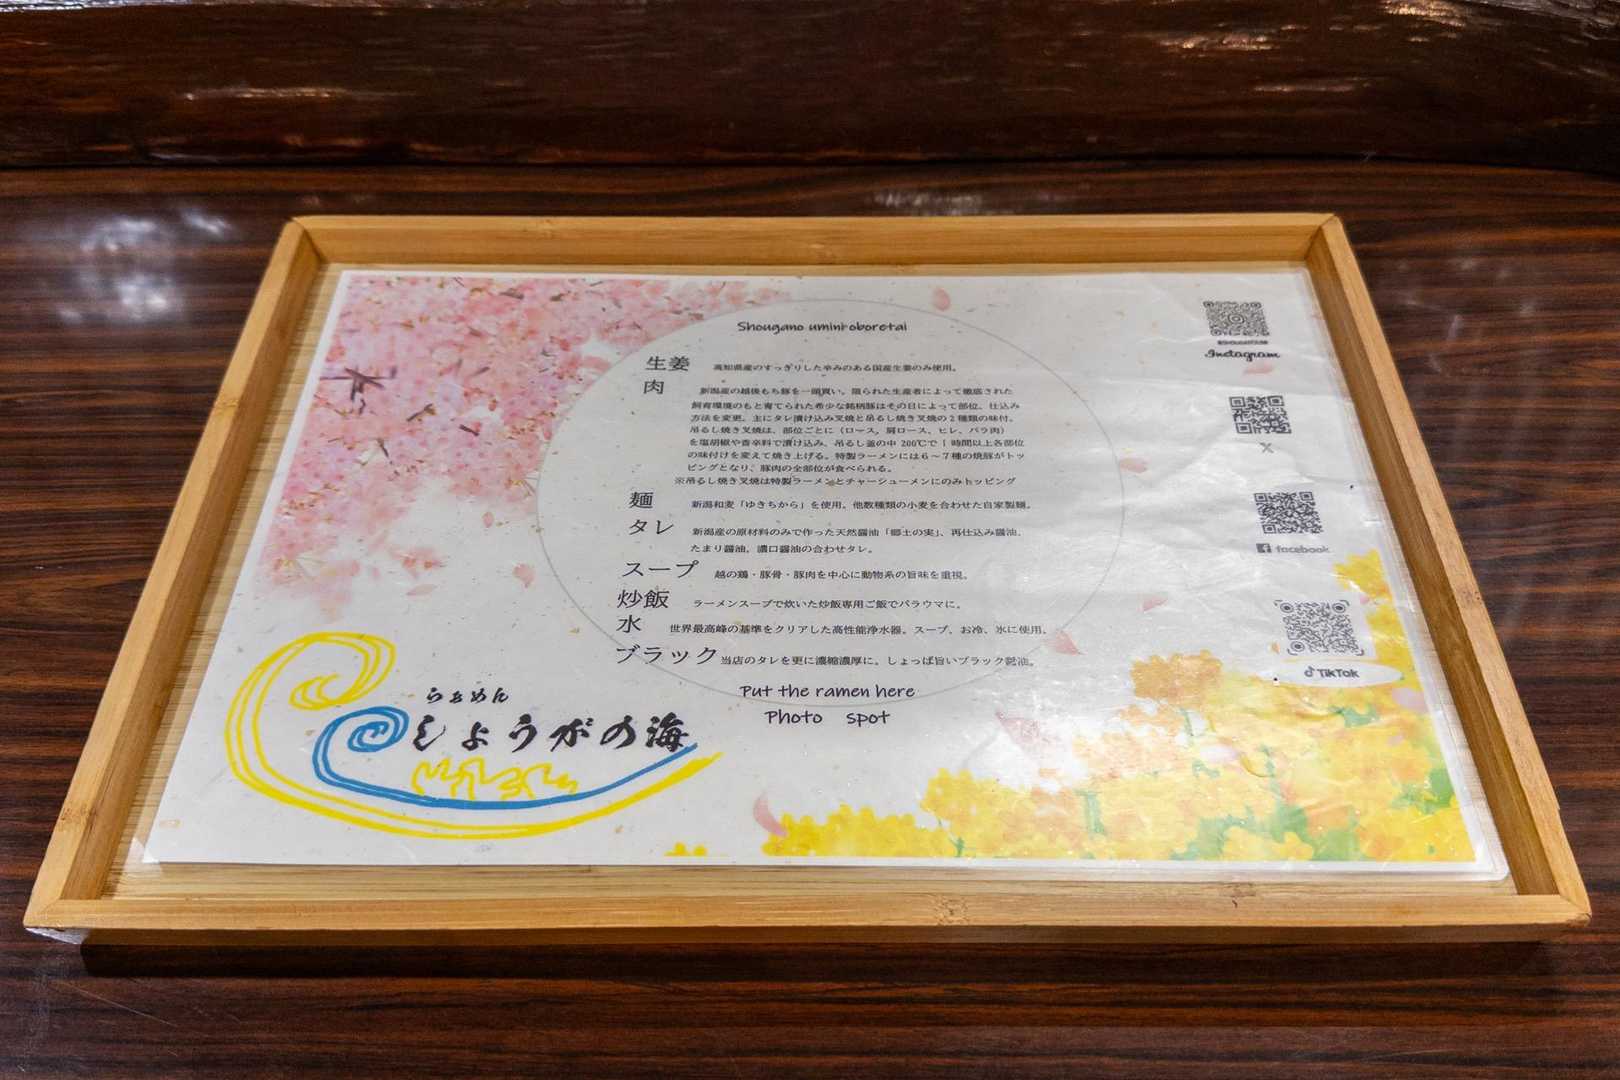 Shougano umini oboretai
生姜 高知県産のすっきりした辛みのある国産生姜のみ使用。
肉 新潟産の越後もち豚を一頭買い。限られた生産者によって徹底された
飼育環境のもと育てられた希少な銘柄豚はその日によって部位、仕込み
方法を変更。主にタレ漬け込み叉焼と吊るし焼き叉焼の2種類の味付。
吊るし焼き叉焼は、部位ごとに(ロース，肩ロース、ヒレ、バラ肉)
を塩胡椒や香辛料で漬け込み、吊るし釜の中 200℃で1時間以上各部位
の味付けを変えて焼き上げる。特製ラーメンには6～7種の焼豚がトッ
ピングとなり、豚肉の全部位が食べられる。
※吊るし焼き叉焼は特製ラーメンとチャーシューメンにのみトッピング
麺 新潟和麦「ゆきちから」を使用。他数種類の小麦を合わせた自家製麺。
タレ 新潟産の原材料のみで作った天然醤油「郷土の実」、再仕込み醤油、
たまり醤油、濃口醤油の合わせタレ。
スープ 越の鶏・豚骨・豚肉を中心に動物系の旨味を重視。
炒飯 ラーメンスープで炊いた炒飯専用ご飯でパラウマに。
水 世界最高峰の基準をクリアした高性能浄水器。スープ、お冷、氷に使用。
ブラック 当店のタレを更に濃縮濃厚に。しょっぱ旨いブラック醤油。
Put the ramen here
Photo spot
らぁめん
しょうがの海
Instagram
X
facebook
TikTok